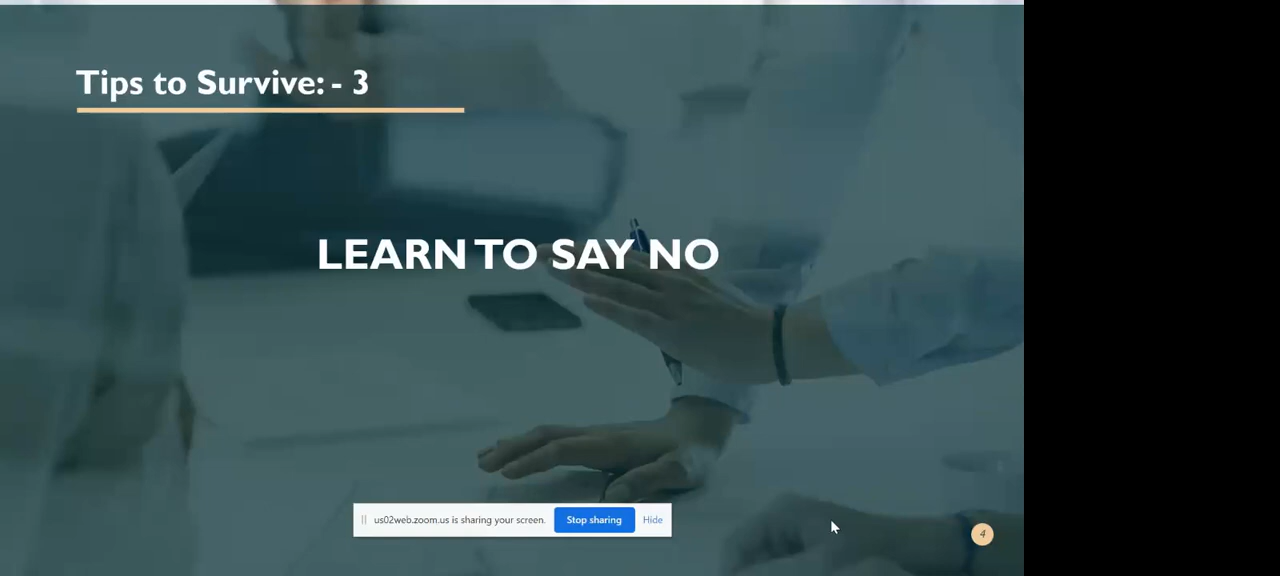 Tips to Survive: - 3
LEARN TO SAY NO
us02web.zoom.us is sharing your screen. Stop sharing Hide
4